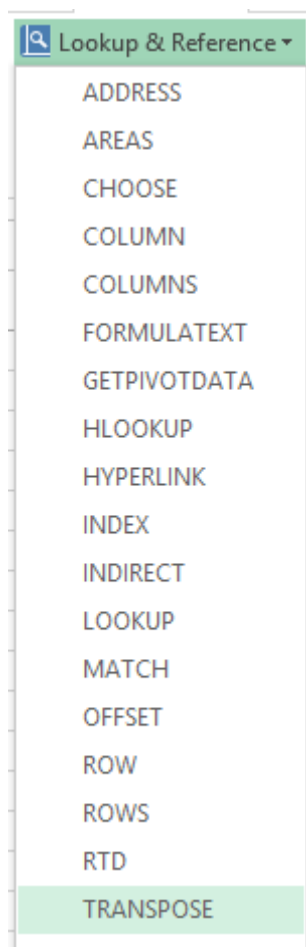 Lookup & Reference
ADDRESS
AREAS
CHOOSE
COLUMN
COLUMNS
FORMULATEXT
GETPIVOTDATA
HLOOKUP
HYPERLINK
INDEX
INDIRECT
LOOKUP
MATCH
OFFSET
ROW
ROWS
RTD
TRANSPOSE